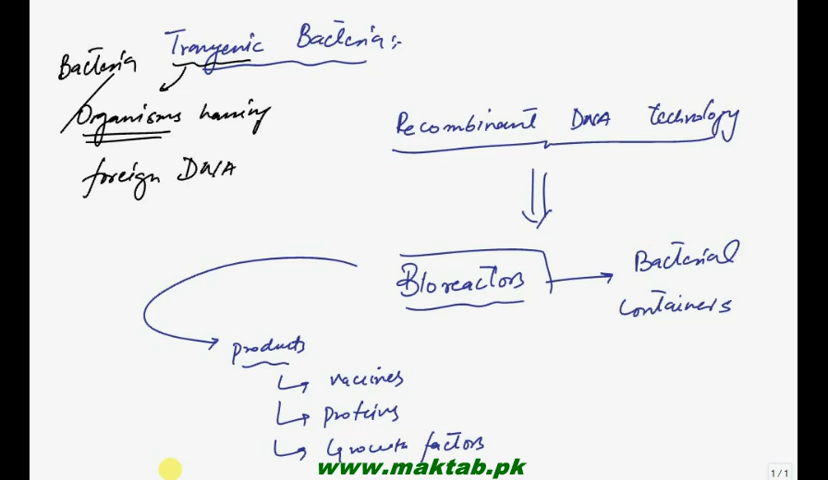 Transgenic Bacteria:-
Bacteria
Organisms having
foreign DNA
Recombinant DNA technology
Bioreactors
Bacterial
containers
products
vaccines
proteins
Growth factors
www.maktab.pk
1/1